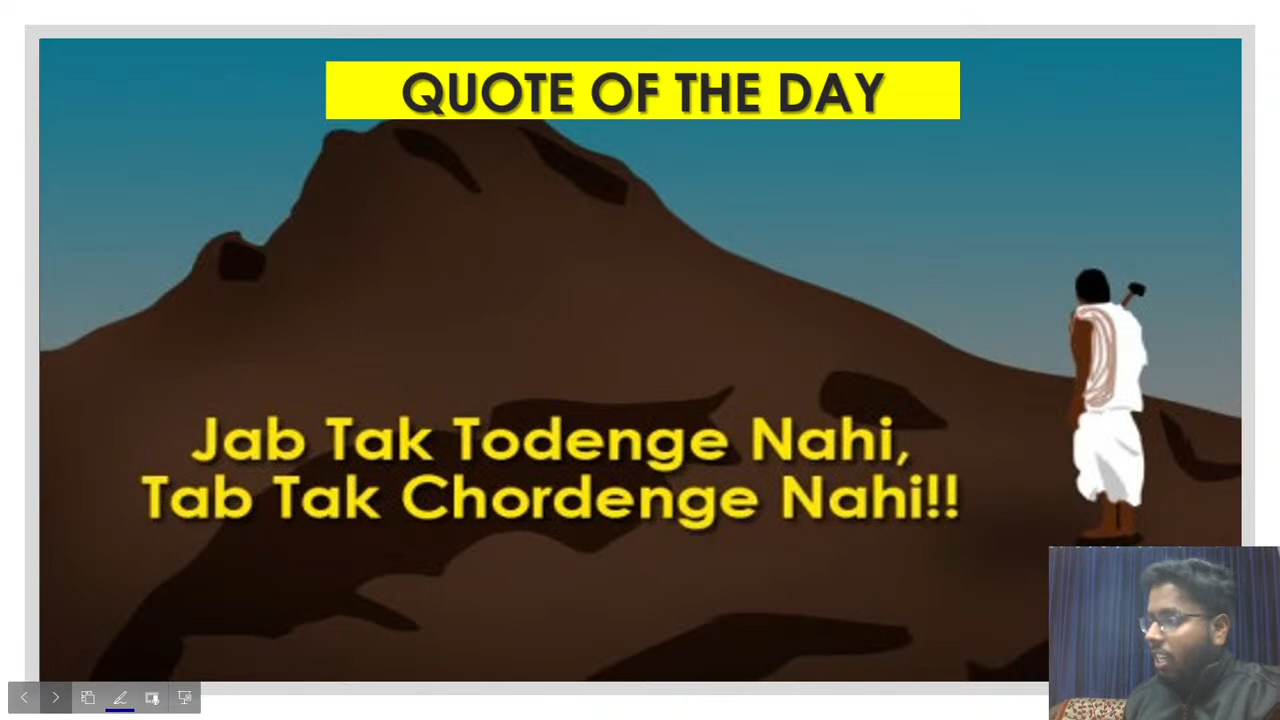 QUOTE OF THE DAY
Jab Tak Todenge Nahi,
Tab Tak Chordenge Nahi!!